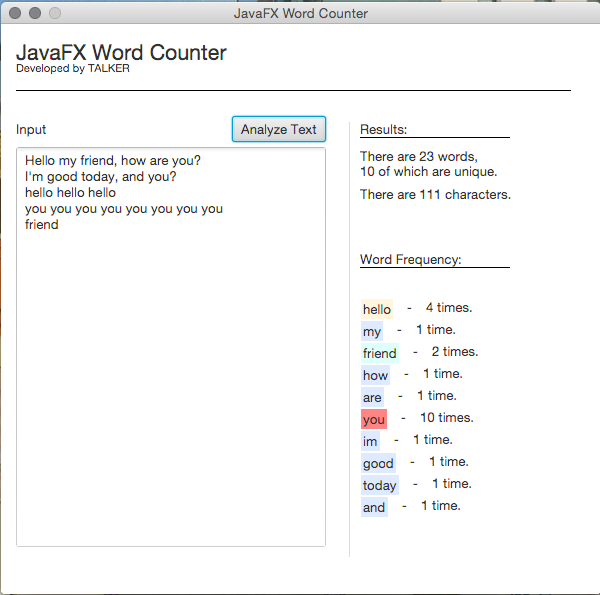 JavaFX Word Counter
JavaFX Word Counter
Developed by TALKER
Input
Analyze Text
Hello my friend, how are you?
I'm good today, and you?
hello hello hello
you you you you you you you you
friend
Results:
There are 23 words,
10 of which are unique.
There are 111 characters.
Word Frequency:
hello - 4 times.
my - 1 time.
friend - 2 times.
how - 1 time.
are - 1 time.
you - 10 times.
im - 1 time.
good - 1 time.
today - 1 time.
and - 1 time.